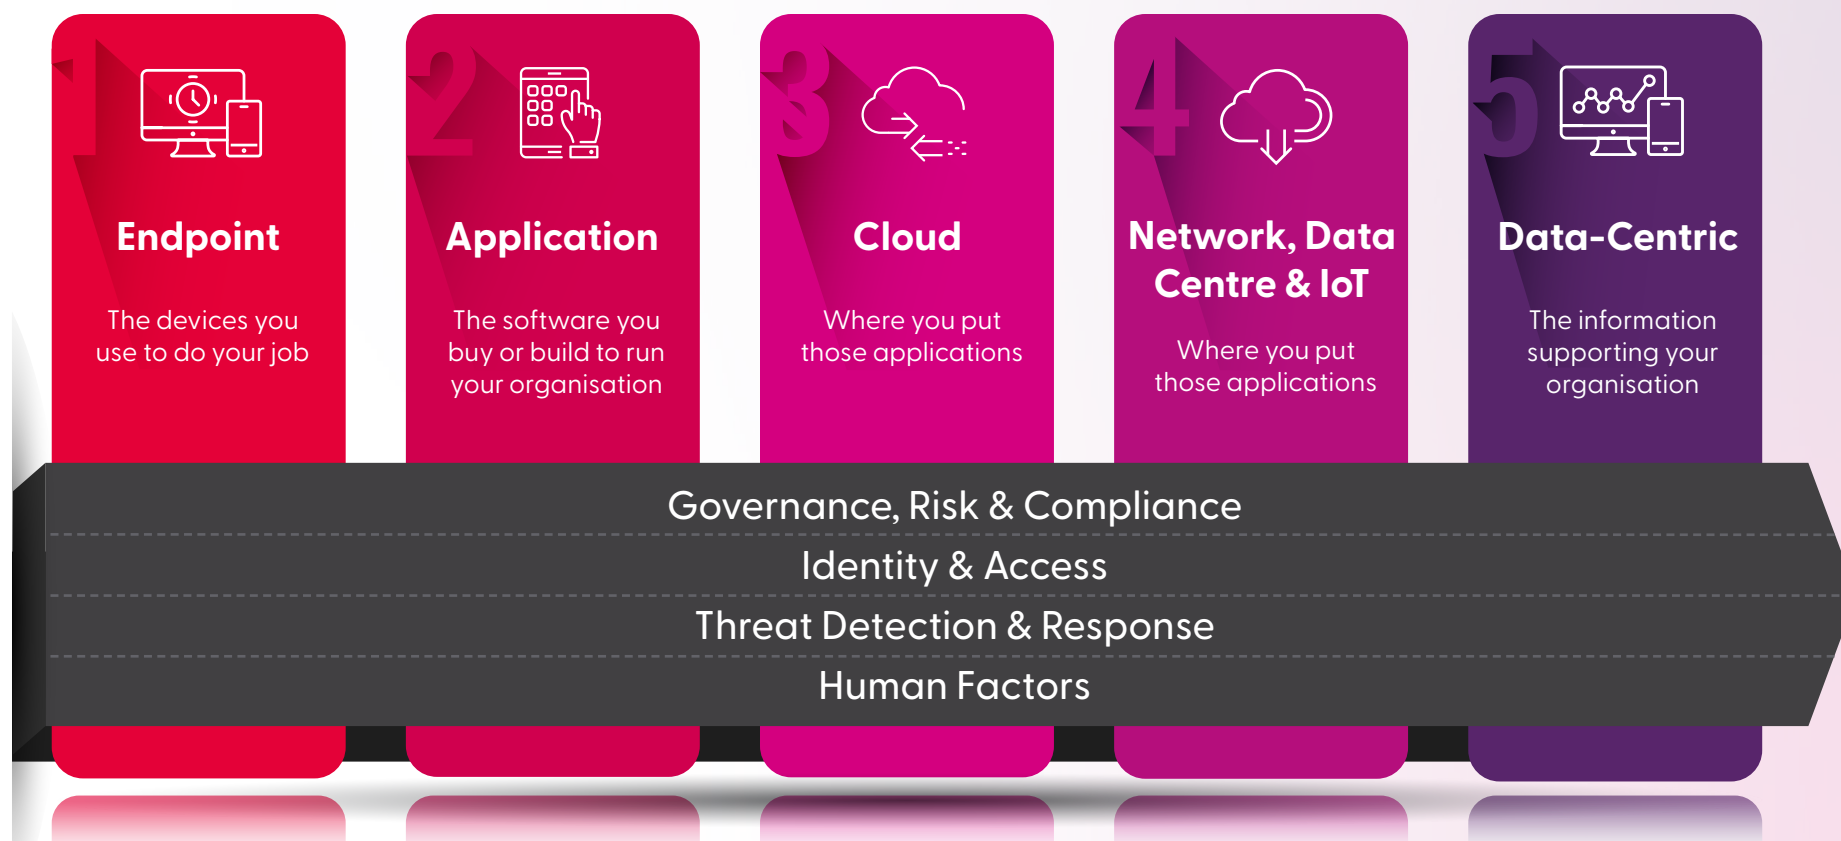 1
Endpoint
The devices you
use to do your job
2
Application
The software you
buy or build to run
your organisation
3
Cloud
Where you put
those applications
4
Network, Data
Centre & IoT
Where you put
those applications
5
Data-Centric
The information
supporting your
organisation
Governance, Risk & Compliance
Identity & Access
Threat Detection & Response
Human Factors